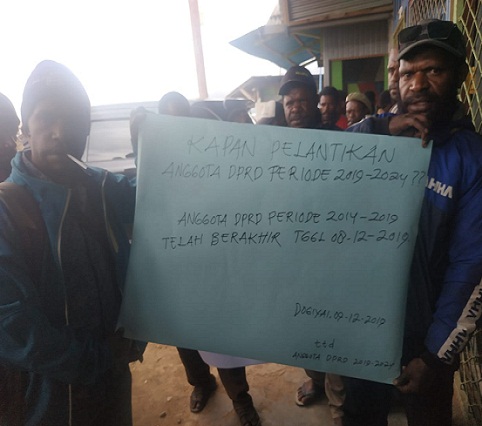 KAPAN PELANTIKAN
ANGGOTA DPRD PERIODE 2019-2024 ??
ANGGOTA DPRD PERIODE 2014-2019
TELAH BERAKHIR TGGL 08-12-2019
DOGIYAI, 09-12-2019
ttd
ANGGOTA DPRD 2019-2024